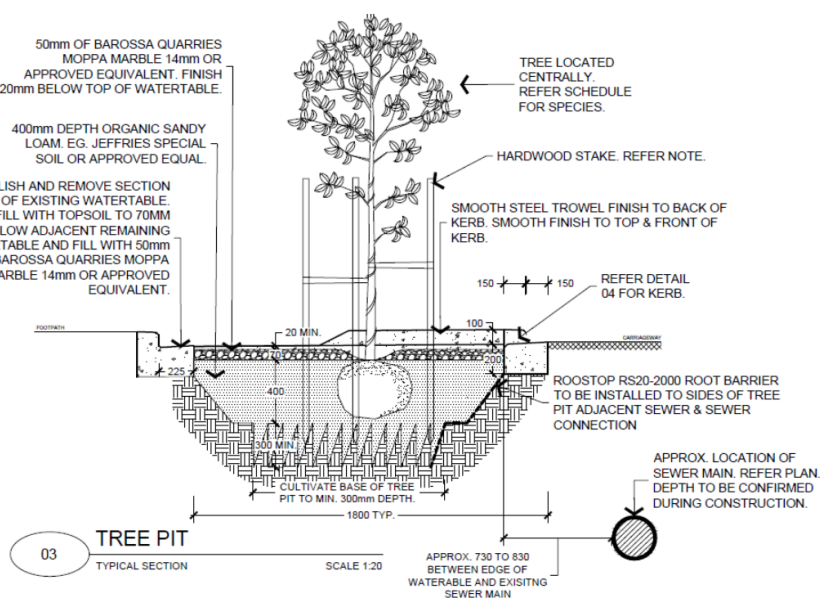 50mm OF BAROSSA QUARRIES
MOPPA MARBLE 14mm OR
APPROVED EQUIVALENT. FINISH
20mm BELOW TOP OF WATERTABLE.
400mm DEPTH ORGANIC SANDY
LOAM. EG. JEFFRIES SPECIAL
SOIL OR APPROVED EQUAL.
LISH AND REMOVE SECTION
OF EXISTING WATERTABLE.
FILL WITH TOPSOIL TO 70MM
LOW ADJACENT REMAINING
TABLE AND FILL WITH 50mm
BAROSSA QUARRIES MOPPA
ARBLE 14mm OR APPROVED
EQUIVALENT.
TREE LOCATED
CENTRALLY.
REFER SCHEDULE
FOR SPECIES.
HARDWOOD STAKE. REFER NOTE.
SMOOTH STEEL TROWEL FINISH TO BACK OF
KERB. SMOOTH FINISH TO TOP & FRONT OF
KERB.
150
150
REFER DETAIL
04 FOR KERB.
FOOTPATH
20 MIN.
100
CARRIAGEWAY
70
200
225
400
300 MIN.
ROOSTOP RS20-2000 ROOT BARRIER
TO BE INSTALLED TO SIDES OF TREE
PIT ADJACENT SEWER & SEWER
CONNECTION
CULTIVATE BASE OF TREE
PIT TO MIN. 300mm DEPTH.
1800 TYP.
APPROX. LOCATION OF
SEWER MAIN. REFER PLAN.
DEPTH TO BE CONFIRMED
DURING CONSTRUCTION.
03
TREE PIT
TYPICAL SECTION
SCALE 1:20
APPROX. 730 TO 830
BETWEEN EDGE OF
WATERABLE AND EXISITNG
SEWER MAIN